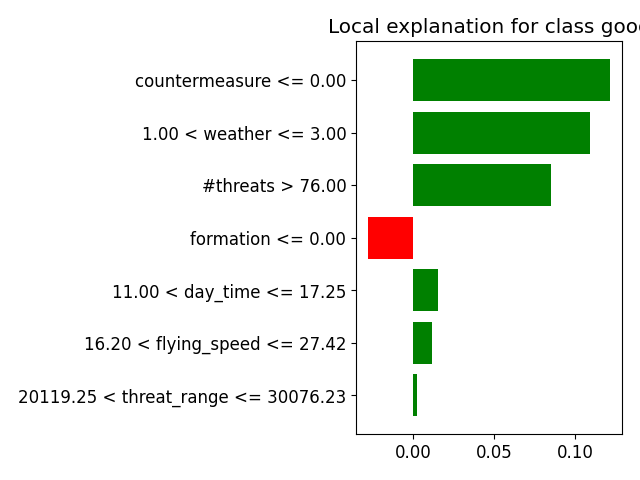 Local explanation for class good
countermeasure <= 0.00
1.00 < weather <= 3.00
#threats > 76.00
formation <= 0.00
11.00 < day_time <= 17.25
16.20 < flying_speed <= 27.42
20119.25 < threat_range <= 30076.23
0.00 0.05 0.10